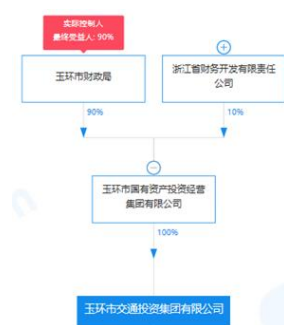 实际控制人
最终受益人: 90%
玉环市财政局
浙江省财务开发有限责任
公司
90%
10%
玉环市国有资产投资经营
集团有限公司
100%
玉环市交通投资集团有限公司